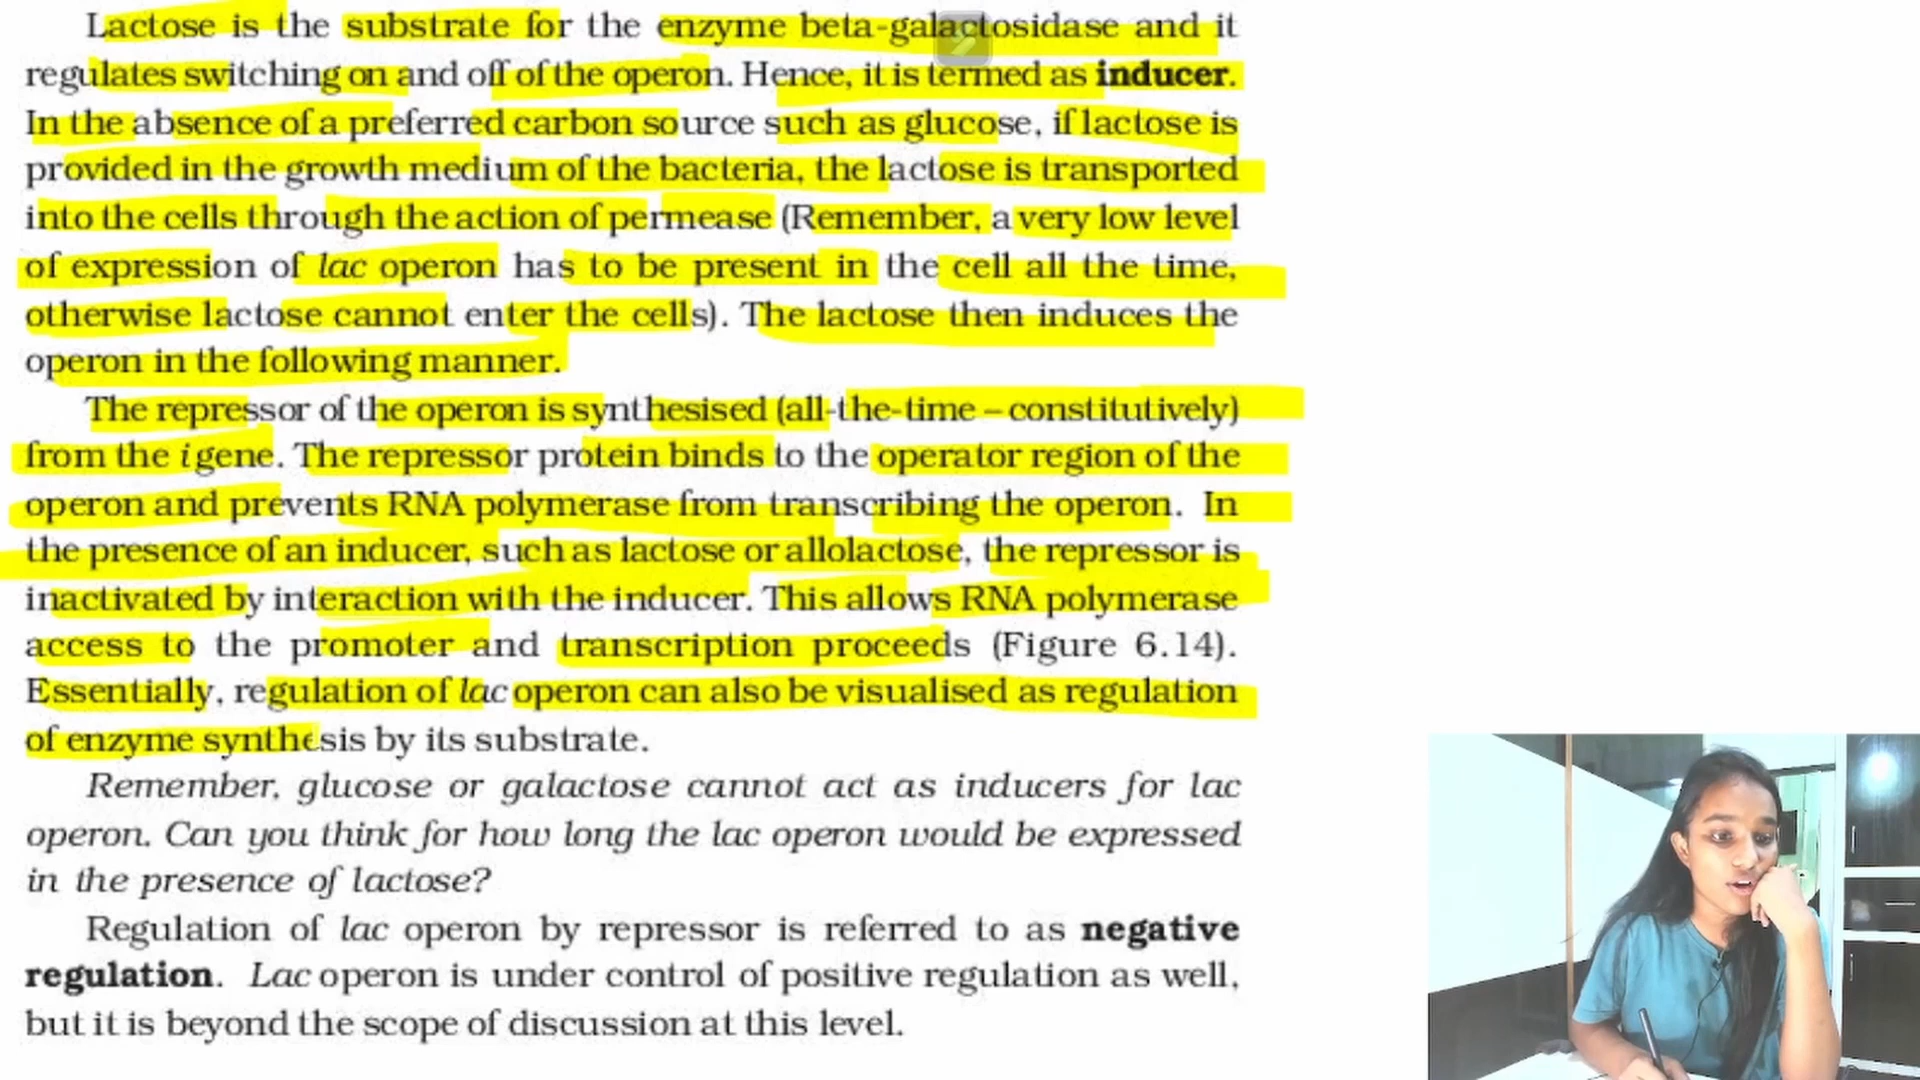 Lactose is the substrate for the enzyme beta-galactosidase and it
regulates switching on and off of the operon. Hence, it is termed as inducer.
In the absence of a preferred carbon source such as glucose, if lactose is
provided in the growth medium of the bacteria, the lactose is transported
into the cells through the action of permease (Remember, a very low level
of expression of lac operon has to be present in the cell all the time,
otherwise lactose cannot enter the cells). The lactose then induces the
operon in the following manner.
The repressor of the operon is synthesised (all-the-time – constitutively)
from the i gene. The repressor protein binds to the operator region of the
operon and prevents RNA polymerase from transcribing the operon. In
the presence of an inducer, such as lactose or allolactose, the repressor is
inactivated by interaction with the inducer. This allows RNA polymerase
access to the promoter and transcription proceeds (Figure 6.14).
Essentially, regulation of lac operon can also be visualised as regulation
of enzyme synthesis by its substrate.
Remember, glucose or galactose cannot act as inducers for lac
operon. Can you think for how long the lac operon would be expressed
in the presence of lactose?
Regulation of lac operon by repressor is referred to as negative
regulation. Lac operon is under control of positive regulation as well,
but it is beyond the scope of discussion at this level.